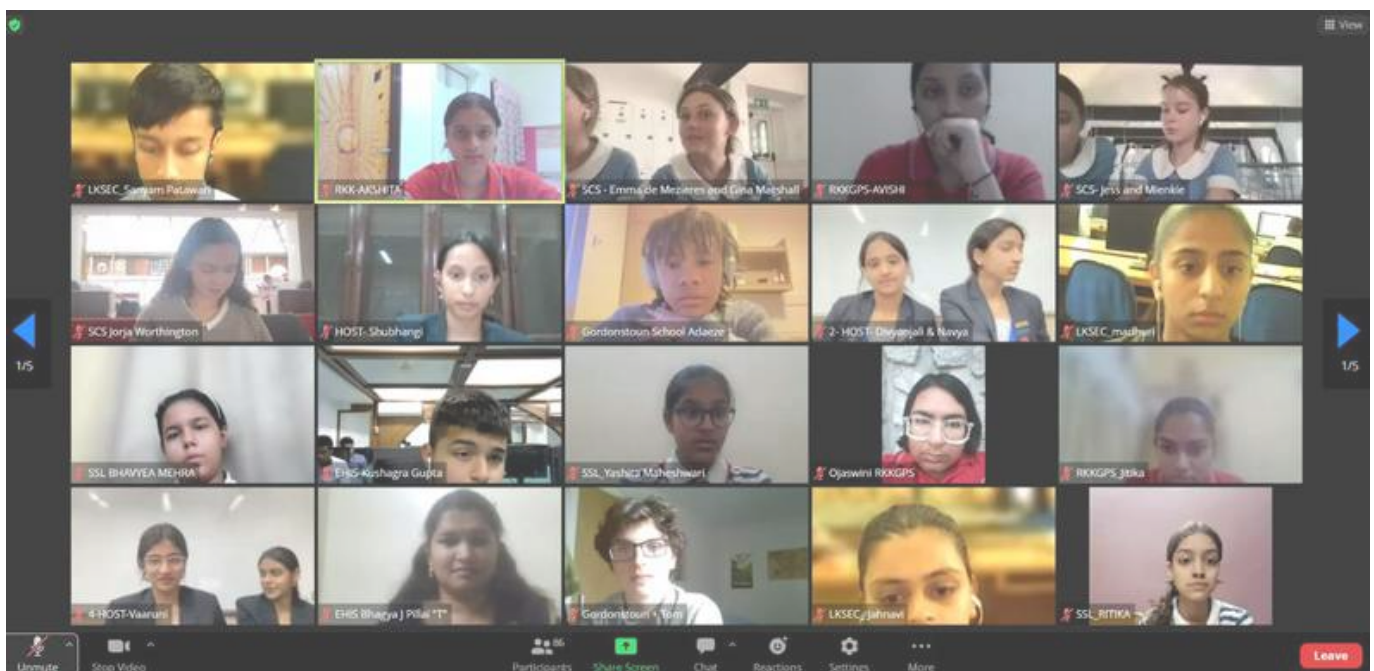 View
LKSEC_Sanyam Patawari
RKK-AKSHITA
SCS - Emma de Mezieres and Gina Marshall
RKKGPS-AVISHI
SCS- Jess and Mienkie
SCS Jorja Worthington
HOST- Shubhangi
Gordonstoun School Adaeze
2- HOST- Divyanjali & Navya
LKSEC_madhuri
1/5
1/5
SSL BHAVYEA MEHRA
EHIS-Kushagra Gupta
SSL_Yashita Maheshwari
Ojaswini RKKGPS
RKKGPS_Jitika
4-HOST-Vaaruni
EHIS Bhagya J Pillai "T"
Gordonstoun - Tom
LKSEC_Jahnavi
SSL_RITIKA
Unmute
Stop Video
86
Participants
Share Screen
Chat
Reactions
Settings
More
Leave